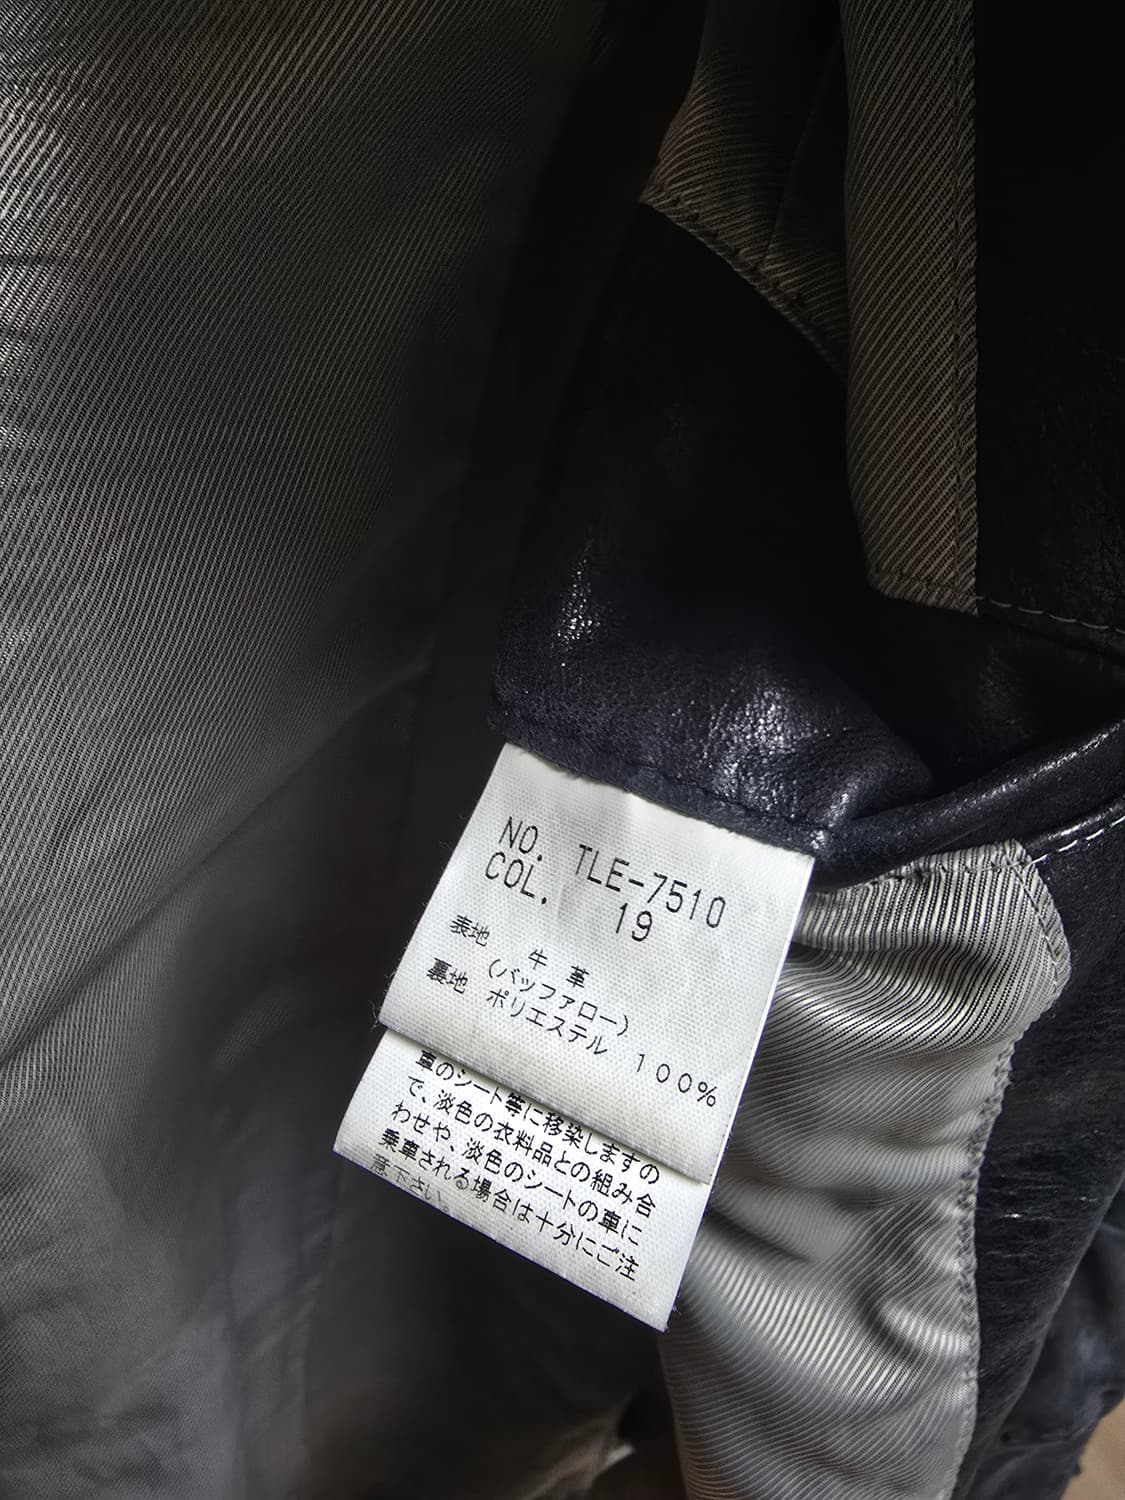 NO. TLE-7510
COL. 19
表地 牛革
(バッファロー)
裏地 ポリエステル 100%
車のシート等に移染しますの
で、淡色の衣料品との組み合
わせや、淡色のシートの車に
乗車される場合は十分にご注
意下さい。